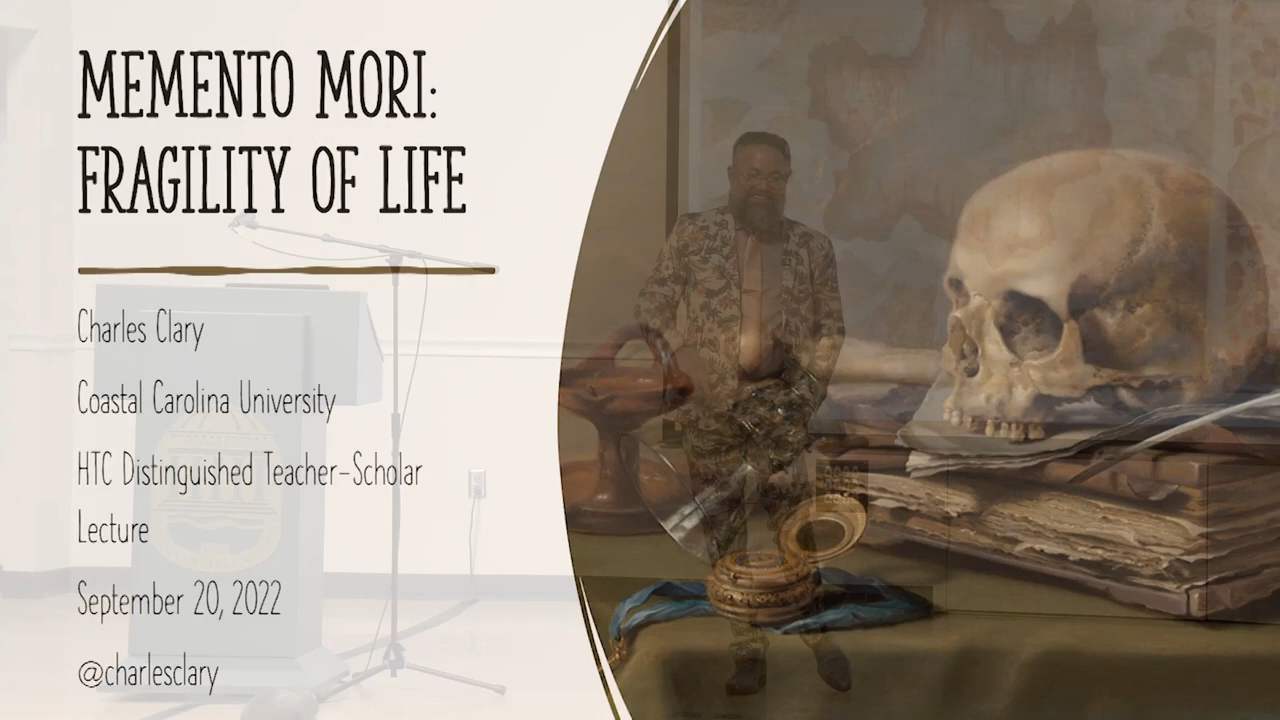 MEMENTO MORI:
FRAGILITY OF LIFE
Charles Clary
Coastal Carolina University
HTC Distinguished Teacher-Scholar
Lecture
September 20, 2022
@charlesclary